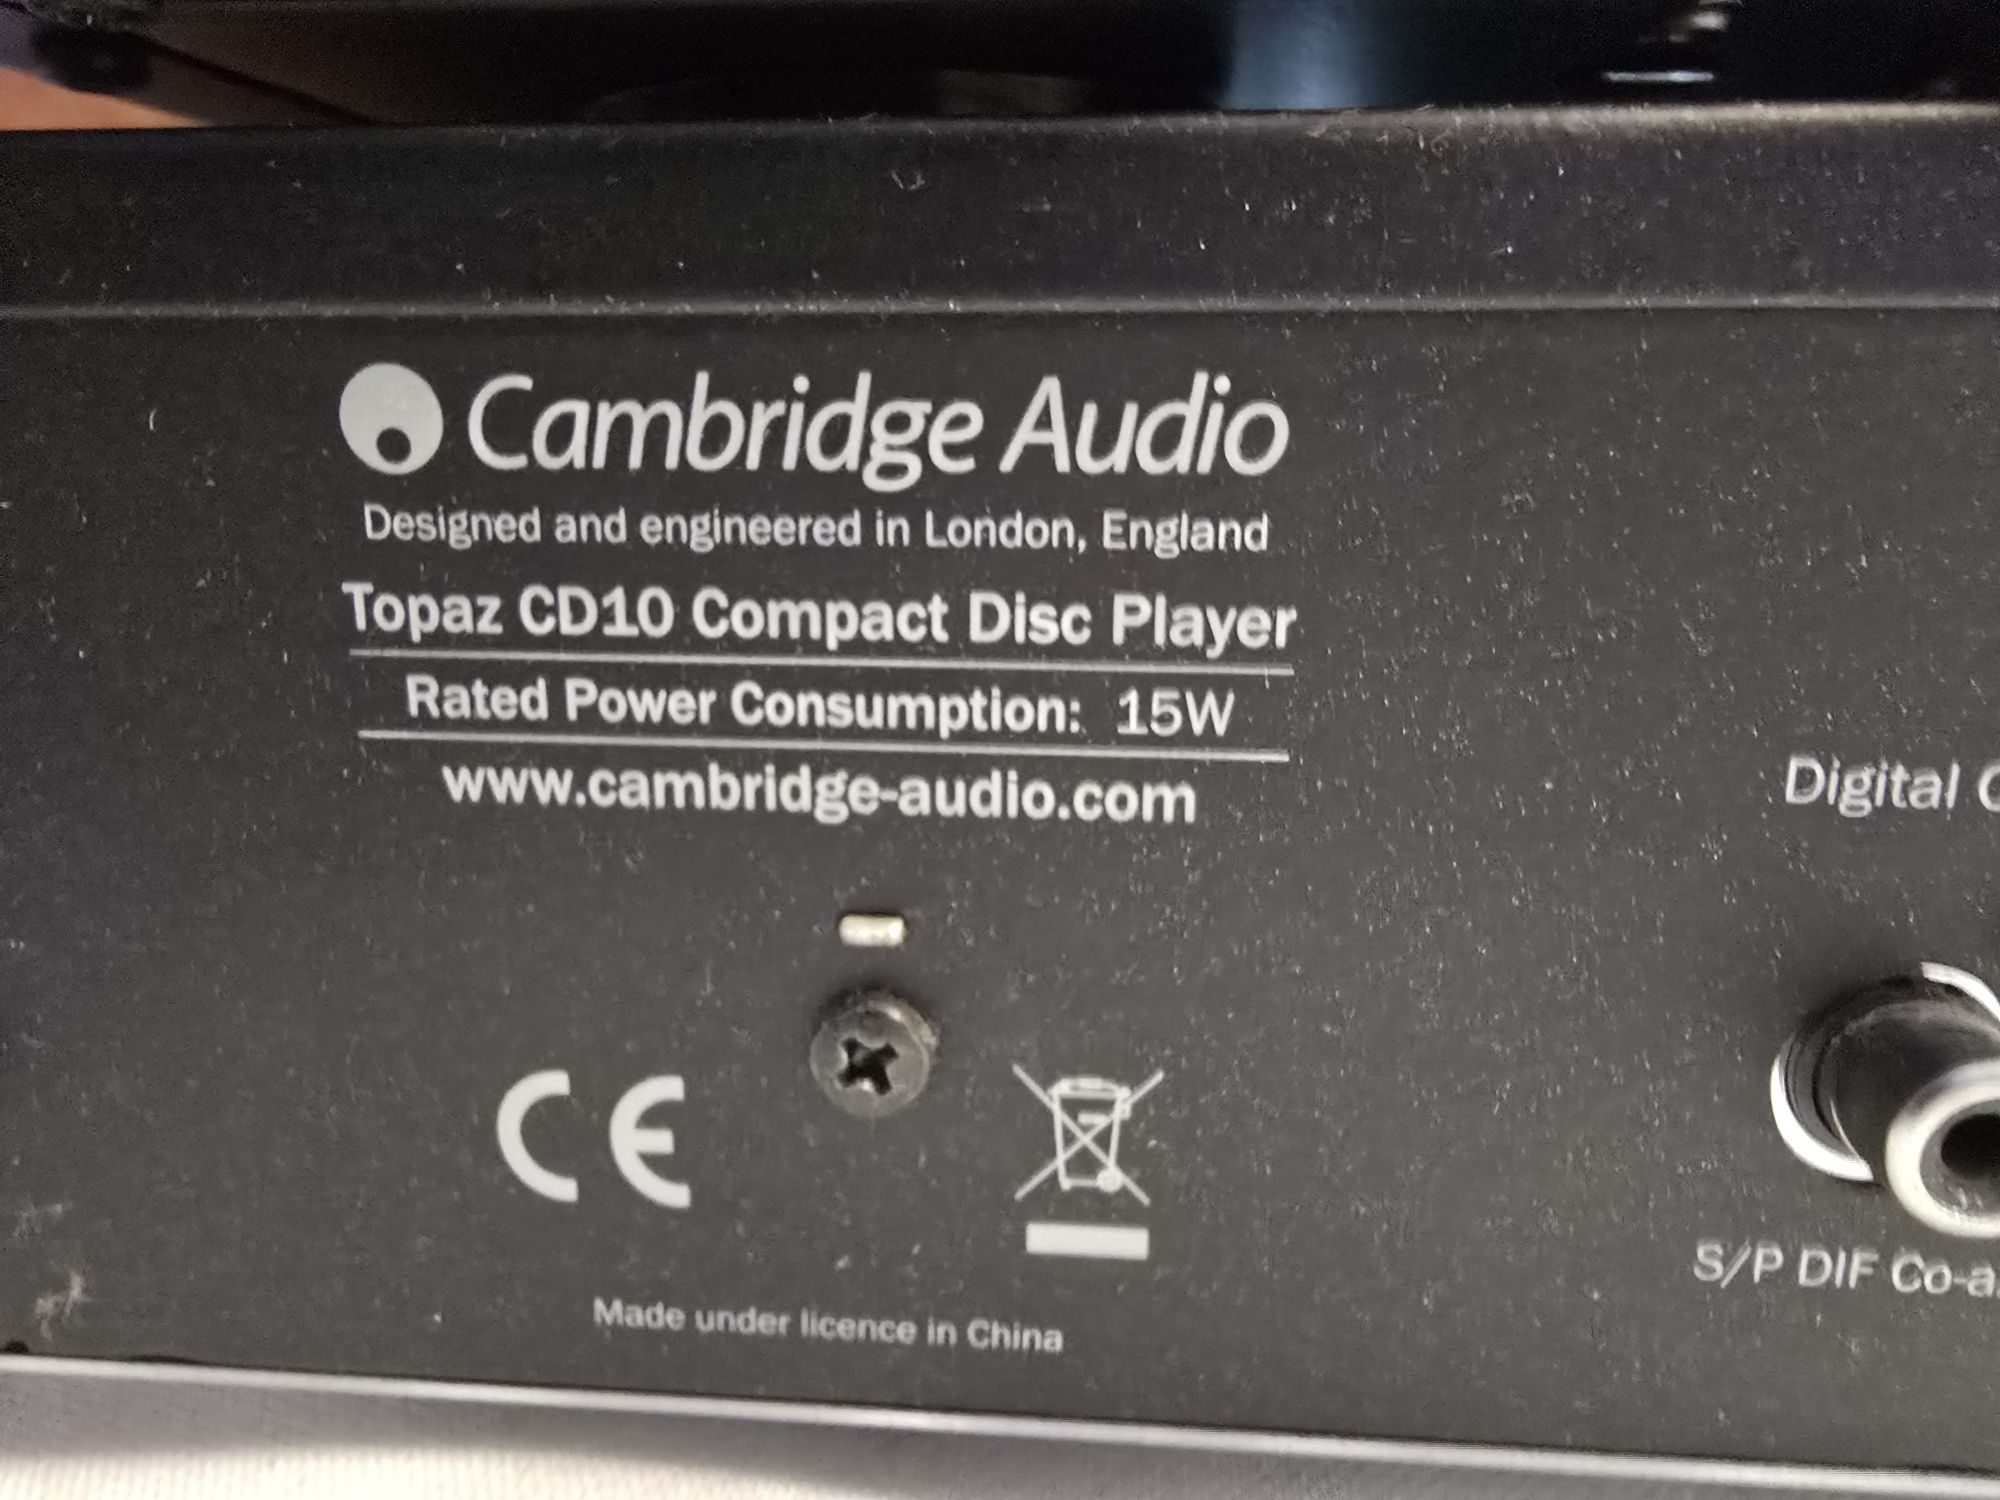 Cambridge Audio
Designed and engineered in London, England
Topaz CD10 Compact Disc Player
Rated Power Consumption: 15W
www.cambridge-audio.com
Digital
CE
S/P DIF
Made under licence in China